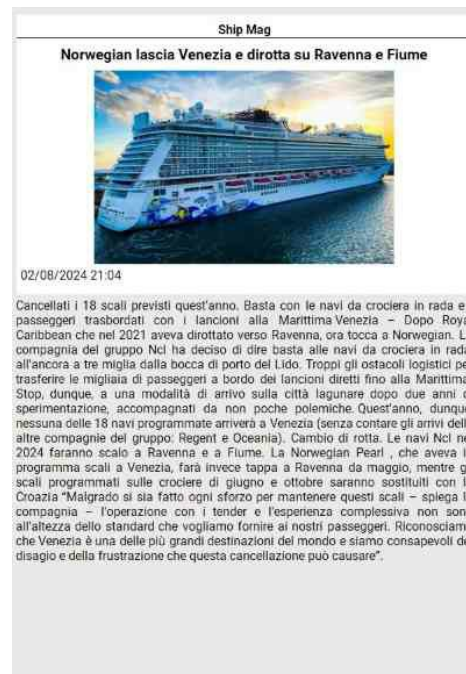 Ship Mag
Norwegian lascia Venezia e dirotta su Ravenna e Fiume
02/08/2024 21:04
Cancellati i 18 scali previsti quest'anno. Basta con le navi da crociera in rada e
passeggeri trasbordati con i lancioni alla Marittima Venezia – Dopo Roya
Caribbean che nel 2021 aveva dirottato verso Ravenna, ora tocca a Norwegian. L
compagnia del gruppo Ncl ha deciso di dire basta alle navi da crociera in rada
all'ancora a tre miglia dalla bocca di porto del Lido. Troppi gli ostacoli logistici pe
trasferire le migliaia di passeggeri a bordo dei lancioni diretti fino alla Marittima
Stop, dunque, a una modalità di arrivo sulla città lagunare dopo due anni d
sperimentazione, accompagnati da non poche polemiche. Quest'anno, dunque
nessuna delle 18 navi programmate arriverà a Venezia (senza contare gli arrivi delle
altre compagnie del gruppo: Regent e Oceania). Cambio di rotta. Le navi Ncl ne
2024 faranno scalo a Ravenna e a Fiume. La Norwegian Pearl , che aveva i
programma scali a Venezia, farà invece tappa a Ravenna da maggio, mentre g
scali programmati sulle crociere di giugno e ottobre saranno sostituiti con l
Croazia "Malgrado si sia fatto ogni sforzo per mantenere questi scali – spiega l
compagnia – l'operazione con i tender e l'esperienza complessiva non son
all'altezza dello standard che vogliamo fornire ai nostri passeggeri. Riconosciam
che Venezia è una delle più grandi destinazioni del mondo e siamo consapevoli de
disagio e della frustrazione che questa cancellazione può causare".